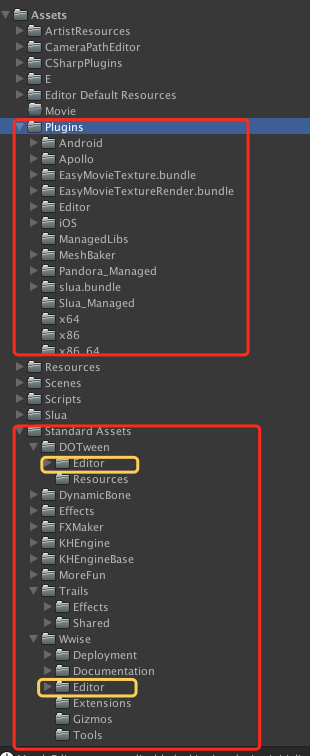 Assets
ArtistResources
CameraPathEditor
CSharpPlugins
E
Editor Default Resources
Movie
Plugins
Android
Apollo
EasyMovieTexture.bundle
EasyMovieTextureRender.bundle
Editor
iOS
ManagedLibs
MeshBaker
Pandora_Managed
slua.bundle
Slua_Managed
x64
x86
x86_64
Resources
Scenes
Scripts
Slua
Standard Assets
DOTween
Editor
Resources
DynamicBone
Effects
FXMaker
KHEngine
KHEngineBase
MoreFun
Trails
Effects
Shared
Wwise
Deployment
Documentation
Editor
Extensions
Gizmos
Tools